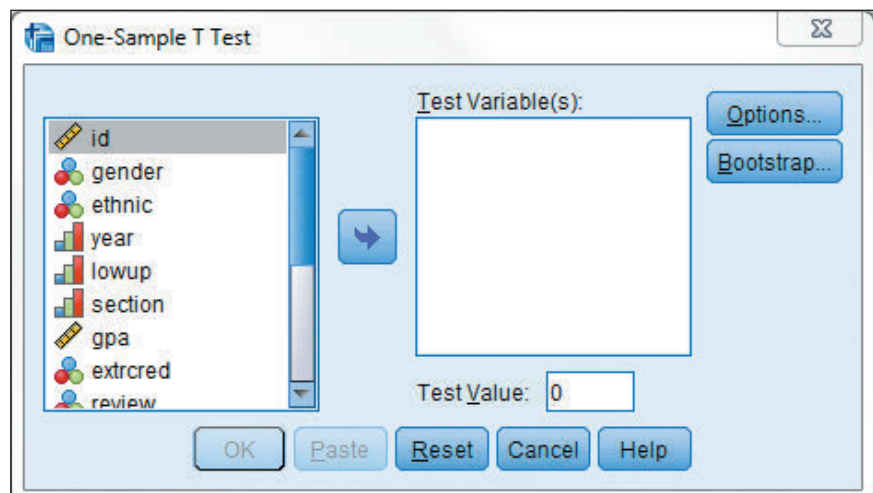 One-Sample T Test
id
gender
ethnic
year
lowup
section
gpa
extrcred
review
Test Variable(s):
Test Value: 0
Options...
Bootstrap...
OK Paste Reset Cancel Help